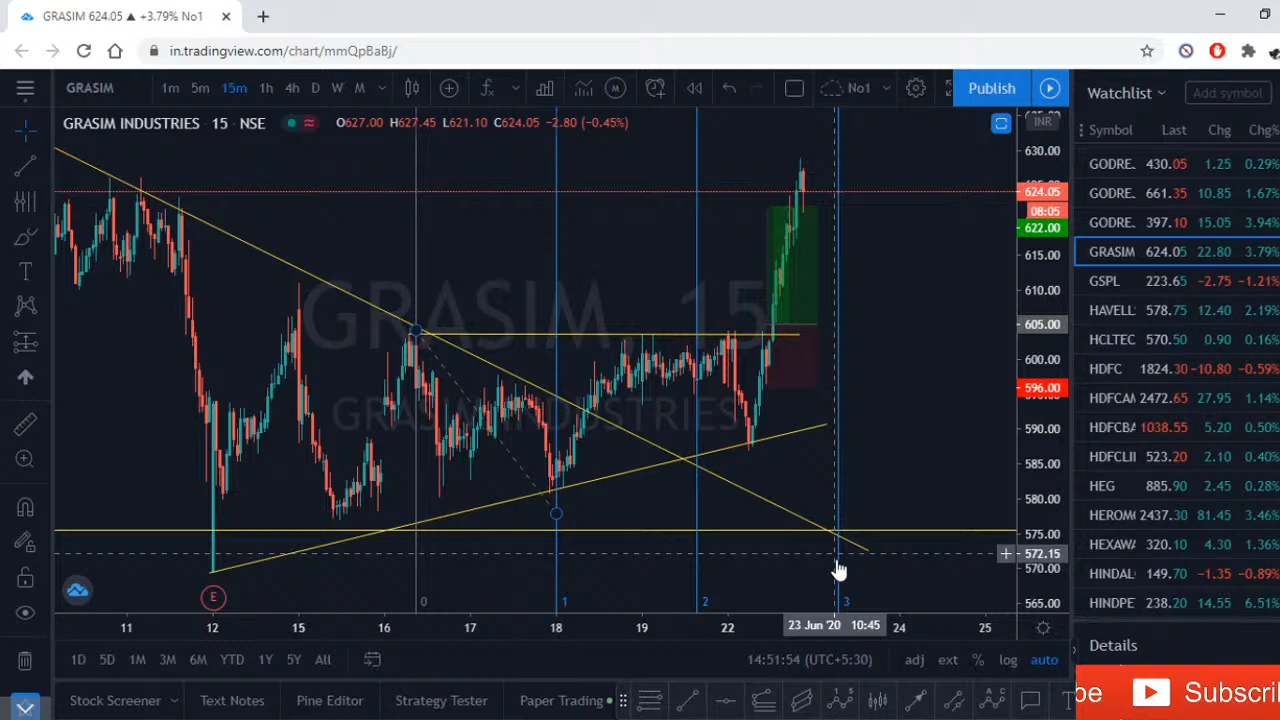 GRASIM 624.05 ▲ +3.79% No1
in.tradingview.com/chart/mmQpBaBj/
GRASIM 1m 5m 15m 1h 4h D W M No1 Publish
Watchlist Add symbol
GRASIM INDUSTRIES · 15 · NSE O627.00 H627.45 L621.10 C624.05 −2.80 (−0.45%) INR
Symbol Last Chg Chg%
GODRE. 430.05 1.25 0.29%
GODRE. 661.35 10.85 1.67%
GODRE. 397.10 15.05 3.94%
GRASIM 624.05 22.80 3.79%
GSPL 223.65 −2.75 −1.21%
HAVELL 578.75 12.40 2.19%
HCLTEC 570.50 0.90 0.16%
HDFC 1824.30 −10.80 −0.59%
HDFCAM 2472.65 27.95 1.14%
HDFCBA 1038.55 5.20 0.40%
HDFCLII 523.20 2.10 0.40%
HEG 885.90 2.45 0.28%
HEROM 2437.30 81.45 3.46%
HEXAW 320.10 4.30 1.36%
HINDAL 149.70 −1.35 −0.89%
HINDPE 238.20 14.55 6.51%
630.00
624.05
08:05
622.00
615.00
610.00
605.00
600.00
596.00
590.00
585.00
580.00
575.00
572.15
570.00
565.00
GRASIM 15
GRASIM INDUSTRIES
E
0 1 2 3
11 12 15 16 17 18 19 22 23 Jun '20 10:45 24 25
1D 5D 1M 3M 6M YTD 1Y 5Y All 14:51:54 (UTC+5:30) adj ext % log auto
Details
Stock Screener Text Notes Pine Editor Strategy Tester Paper Trading
be Subscri